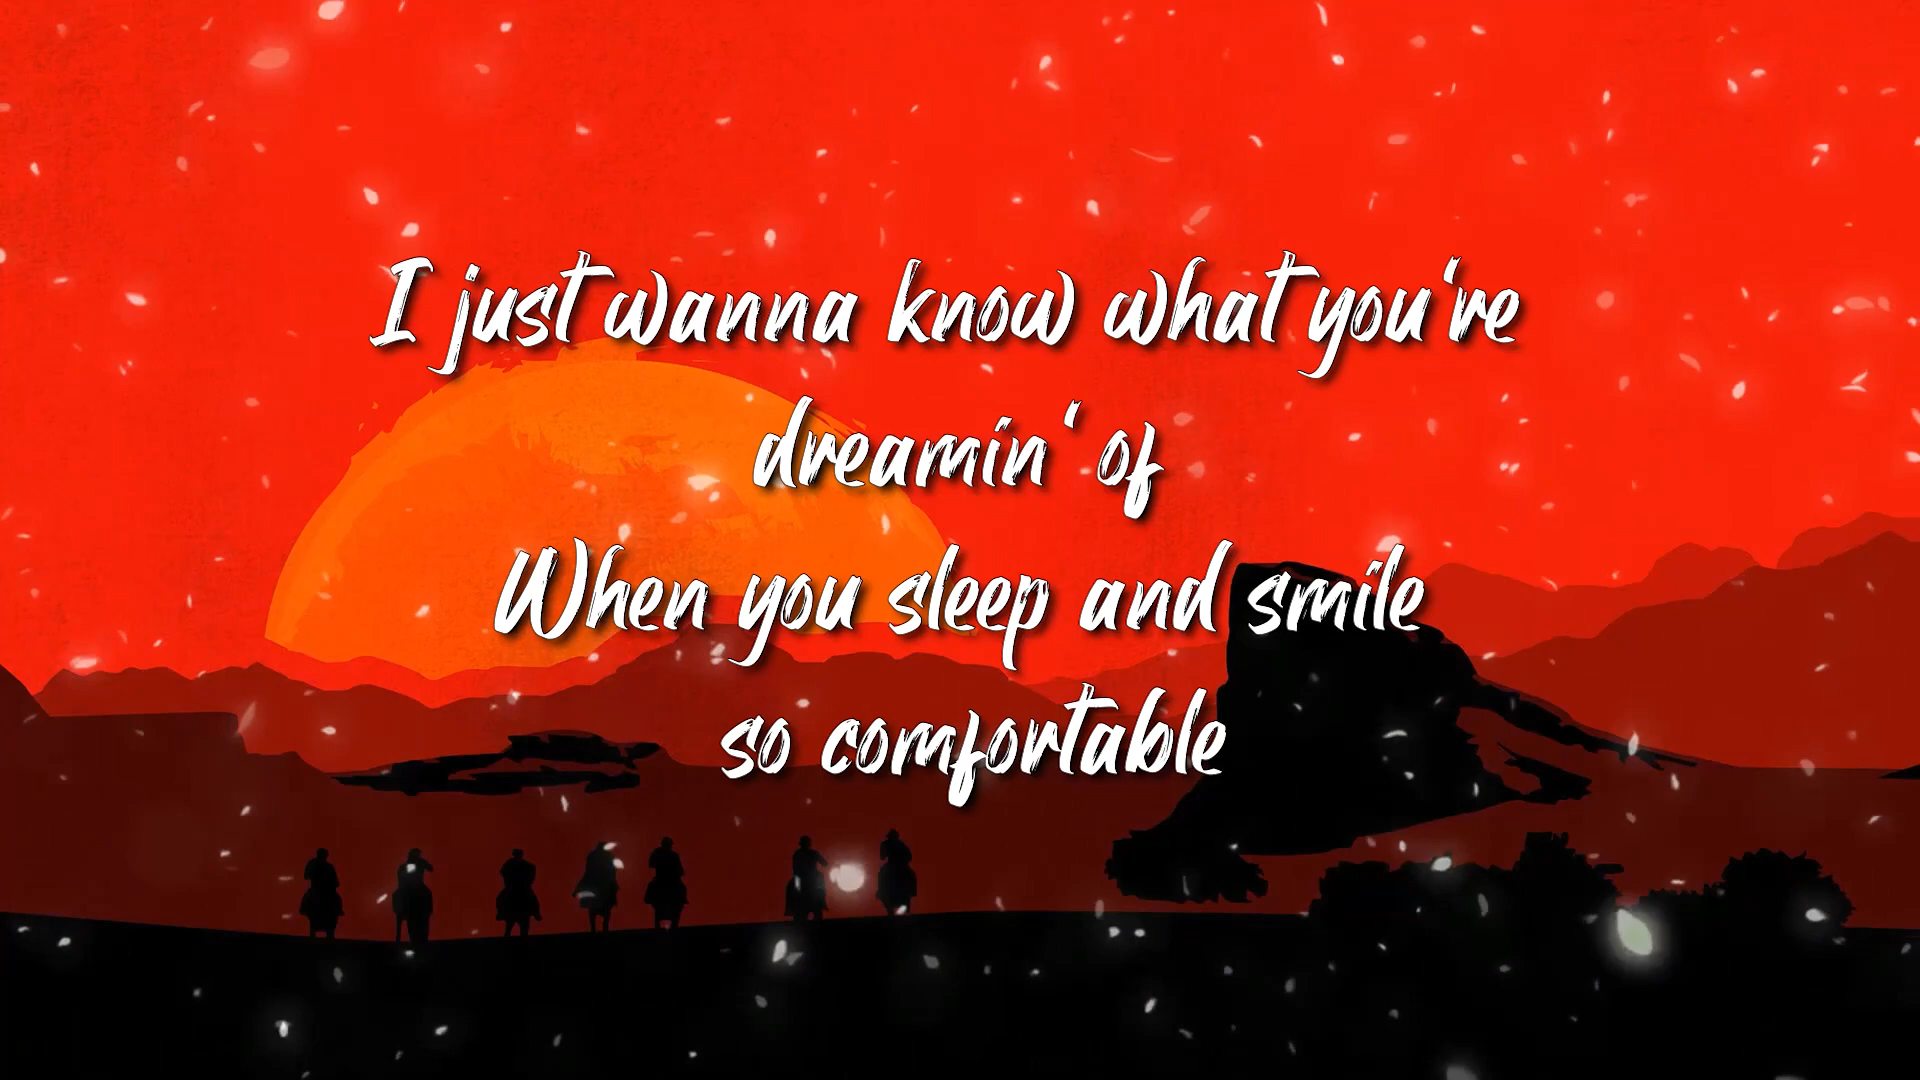 I just wanna know what you're
dreamin' of
When you sleep and smile
so comfortable